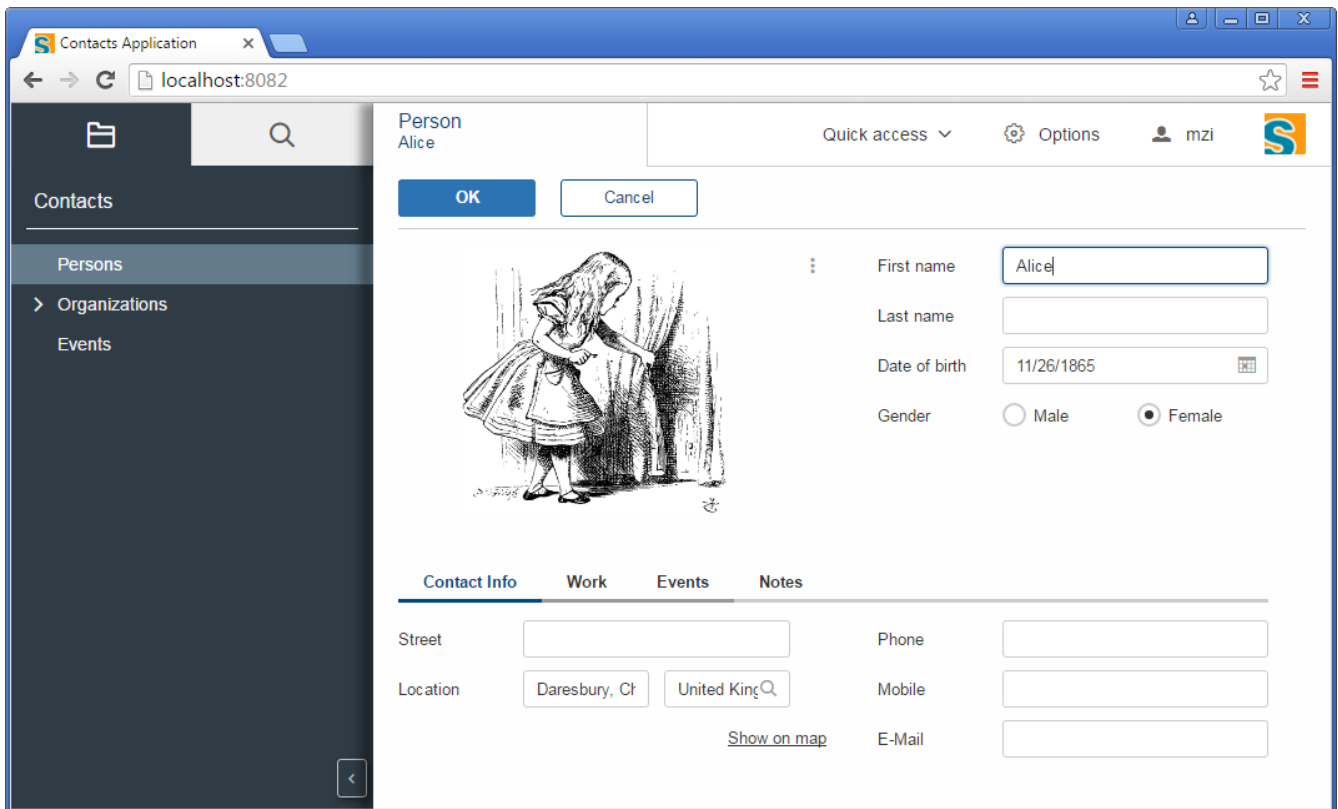 Contacts Application
localhost:8082
Person
Alice
Quick access
Options
mzi
Contacts
OK
Cancel
Persons
Organizations
Events
First name
Alice
Last name
Date of birth
11/26/1865
Gender
Male
Female
Contact Info
Work
Events
Notes
Street
Phone
Location
Daresbury, Ch
United King
Mobile
Show on map
E-Mail